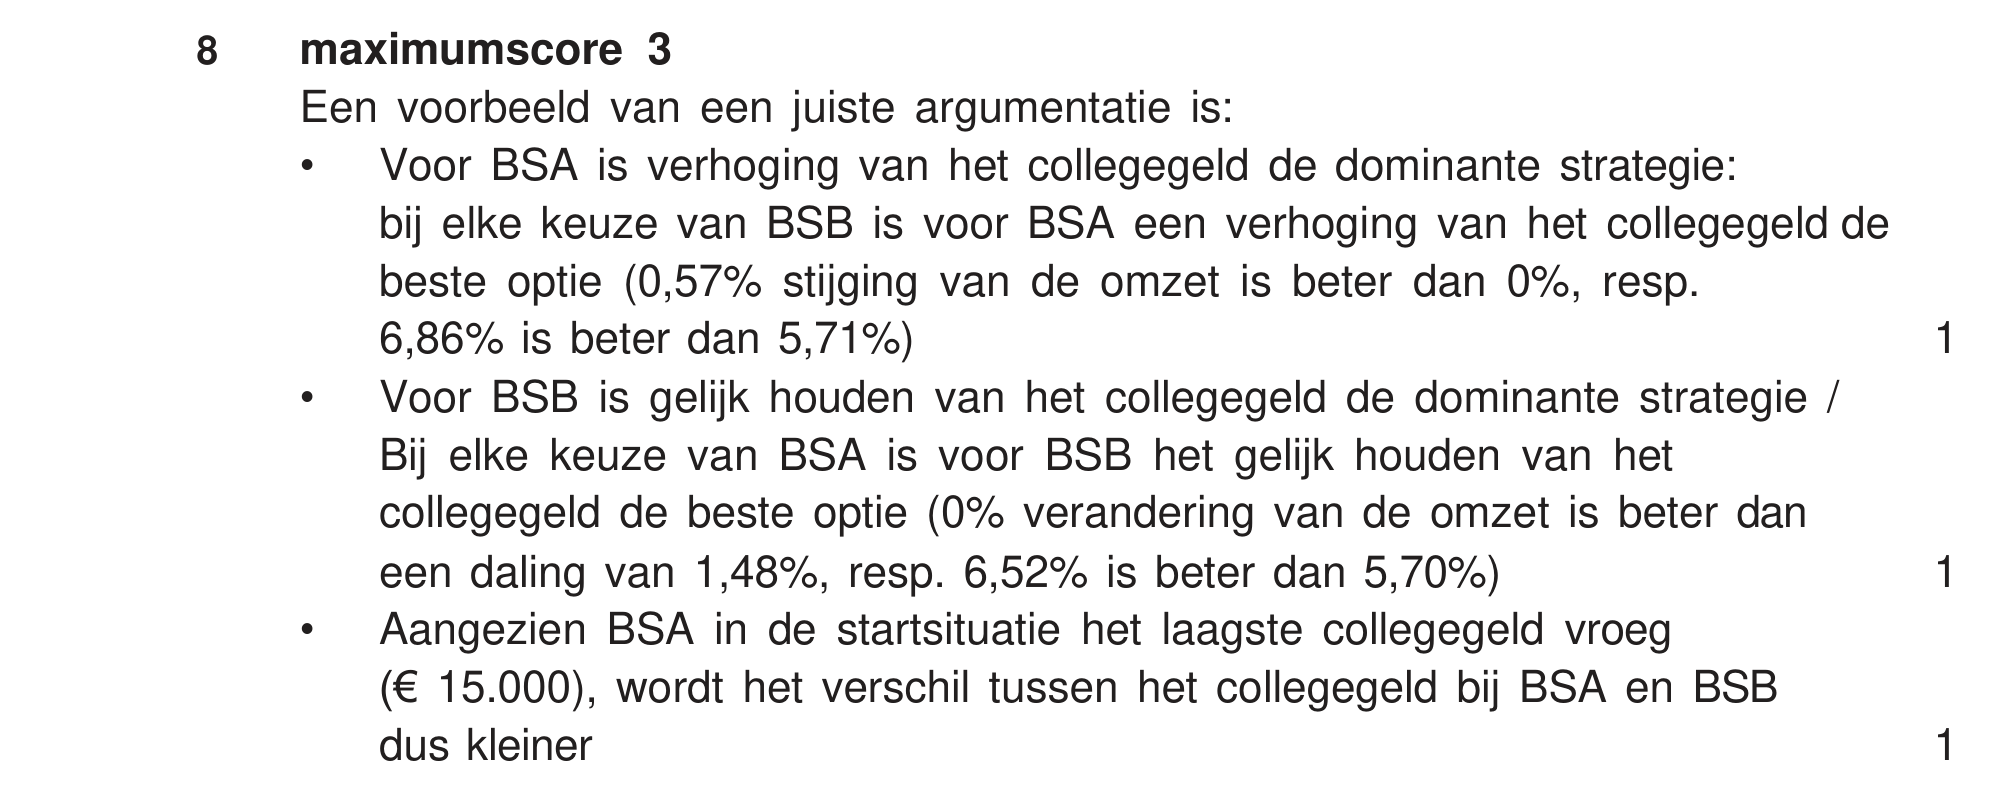 8 maximumscore 3
Een voorbeeld van een juiste argumentatie is:
• Voor BSA is verhoging van het collegegeld de dominante strategie:
bij elke keuze van BSB is voor BSA een verhoging van het collegegeld de
beste optie (0,57% stijging van de omzet is beter dan 0%, resp.
6,86% is beter dan 5,71%) 1
• Voor BSB is gelijk houden van het collegegeld de dominante strategie /
Bij elke keuze van BSA is voor BSB het gelijk houden van het
collegegeld de beste optie (0% verandering van de omzet is beter dan
een daling van 1,48%, resp. 6,52% is beter dan 5,70%) 1
• Aangezien BSA in de startsituatie het laagste collegegeld vroeg
(€ 15.000), wordt het verschil tussen het collegegeld bij BSA en BSB
dus kleiner 1